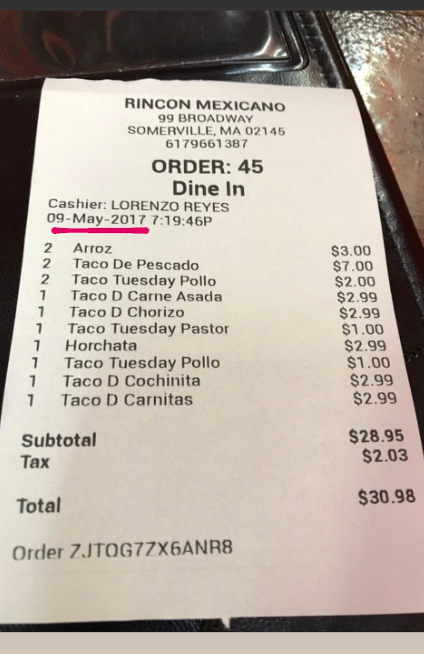 RINCON MEXICANO
99 BROADWAY
SOMERVILLE, MA 02145
6179661387
ORDER: 45
Dine In
Cashier: LORENZO REYES
09-May-2017 7:19:46P
2 Arroz $3.00
2 Taco De Pescado $7.00
2 Taco Tuesday Pollo $2.00
1 Taco D Carne Asada $2.99
1 Taco D Chorizo $2.99
1 Taco Tuesday Pastor $1.00
1 Horchata $2.99
1 Taco Tuesday Pollo $1.00
1 Taco D Cochinita $2.99
1 Taco D Carnitas $2.99
Subtotal $28.95
Tax $2.03
Total $30.98
Order ZJTOG7ZX6ANR8